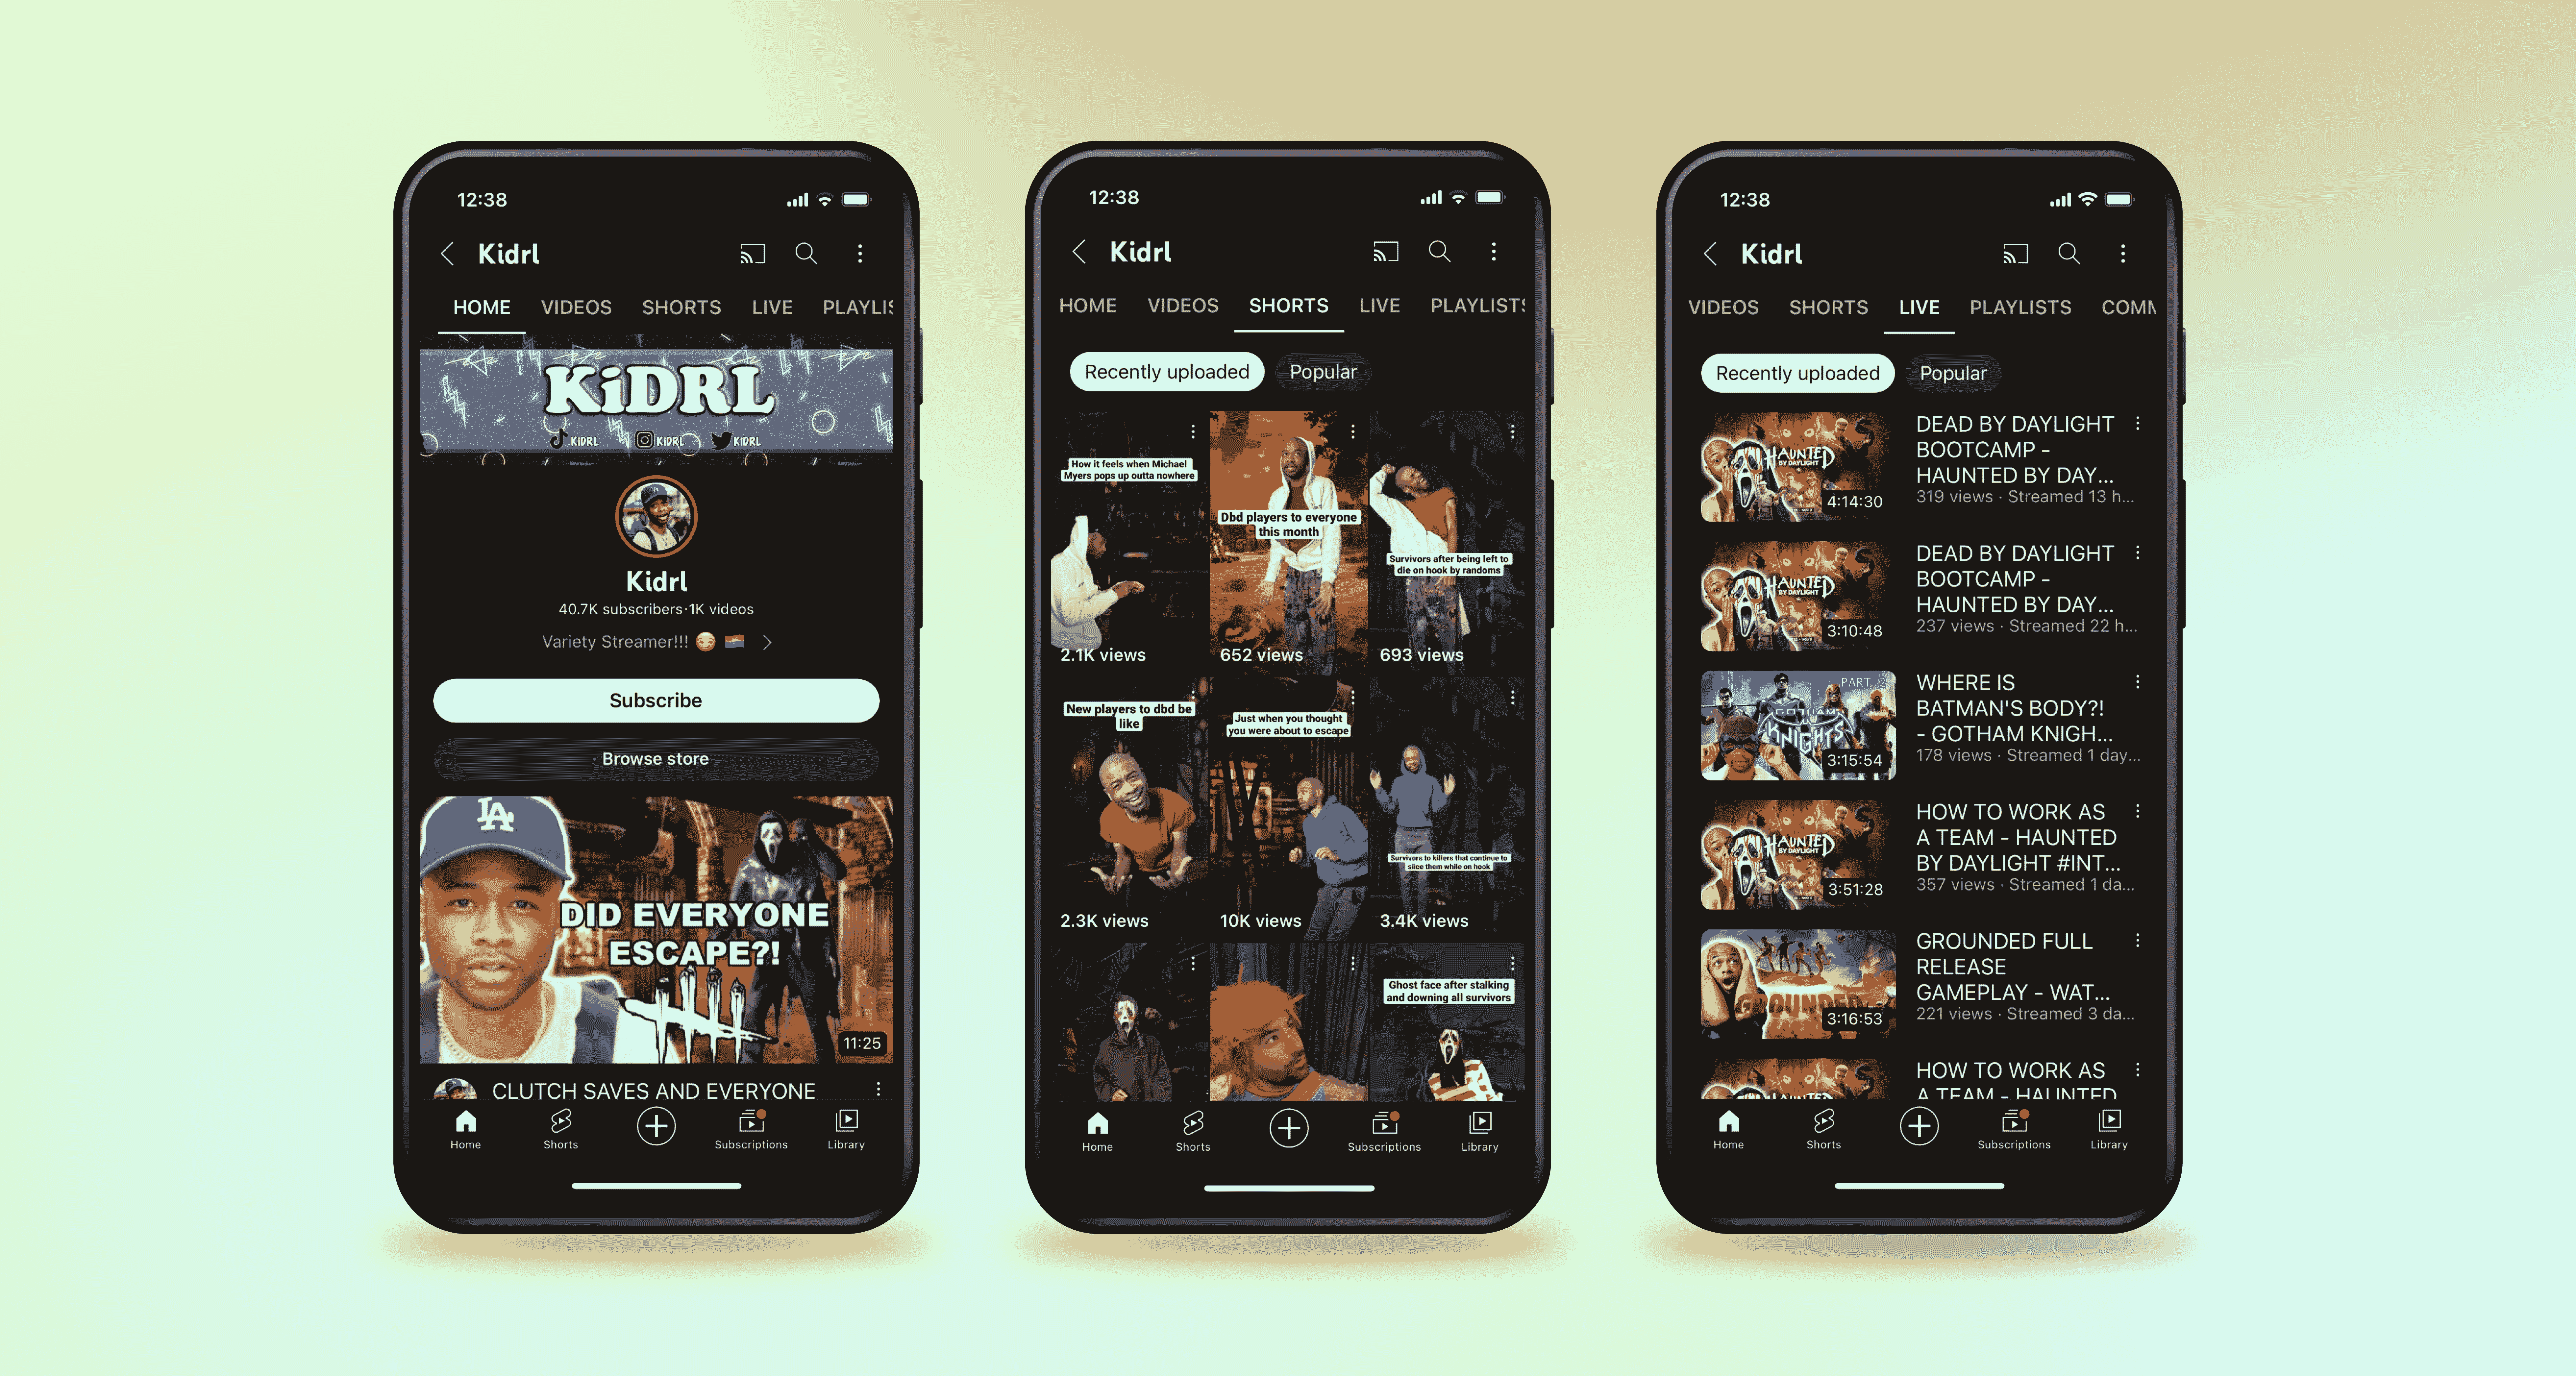 12:38
Kidrl
HOME VIDEOS SHORTS LIVE PLAYLIS
KiDRL
KiDRL KiDRL KiDRL
Kidrl
40.7K subscribers · 1K videos
Variety Streamer!!!
Subscribe
Browse store
LA
DID EVERYONE
ESCAPE?!
11:25
CLUTCH SAVES AND EVERYONE
Home Shorts Subscriptions Library
12:38
Kidrl
HOME VIDEOS SHORTS LIVE PLAYLISTS
Recently uploaded Popular
How it feels when Michael
Myers pops up outta nowhere
2.1K views
Dbd players to everyone
this month
652 views
Survivors after being left to
die on hook by randoms
693 views
New players to dbd be
like
2.3K views
Just when you thought
you were about to escape
10K views
Survivors to killers that continue to
slice them while on hook
3.4K views
Ghost face after stalking
and downing all survivors
Home Shorts Subscriptions Library
12:38
Kidrl
VIDEOS SHORTS LIVE PLAYLISTS COMM
Recently uploaded Popular
HAUNTED
BY DAYLIGHT
4:14:30
DEAD BY DAYLIGHT
BOOTCAMP -
HAUNTED BY DAY...
319 views · Streamed 13 h...
HAUNTED
BY DAYLIGHT
3:10:48
DEAD BY DAYLIGHT
BOOTCAMP -
HAUNTED BY DAY...
237 views · Streamed 22 h...
PART 2
GOTHAM
KNIGHTS
3:15:54
WHERE IS
BATMAN'S BODY?!
- GOTHAM KNIGH...
178 views · Streamed 1 day...
HAUNTED
BY DAYLIGHT
3:51:28
HOW TO WORK AS
A TEAM - HAUNTED
BY DAYLIGHT #INT...
357 views · Streamed 1 da...
GROUNDED
3:16:53
GROUNDED FULL
RELEASE
GAMEPLAY - WAT...
221 views · Streamed 3 da...
HOW TO WORK AS
A TEAM - HAUNTED
Home Shorts Subscriptions Library